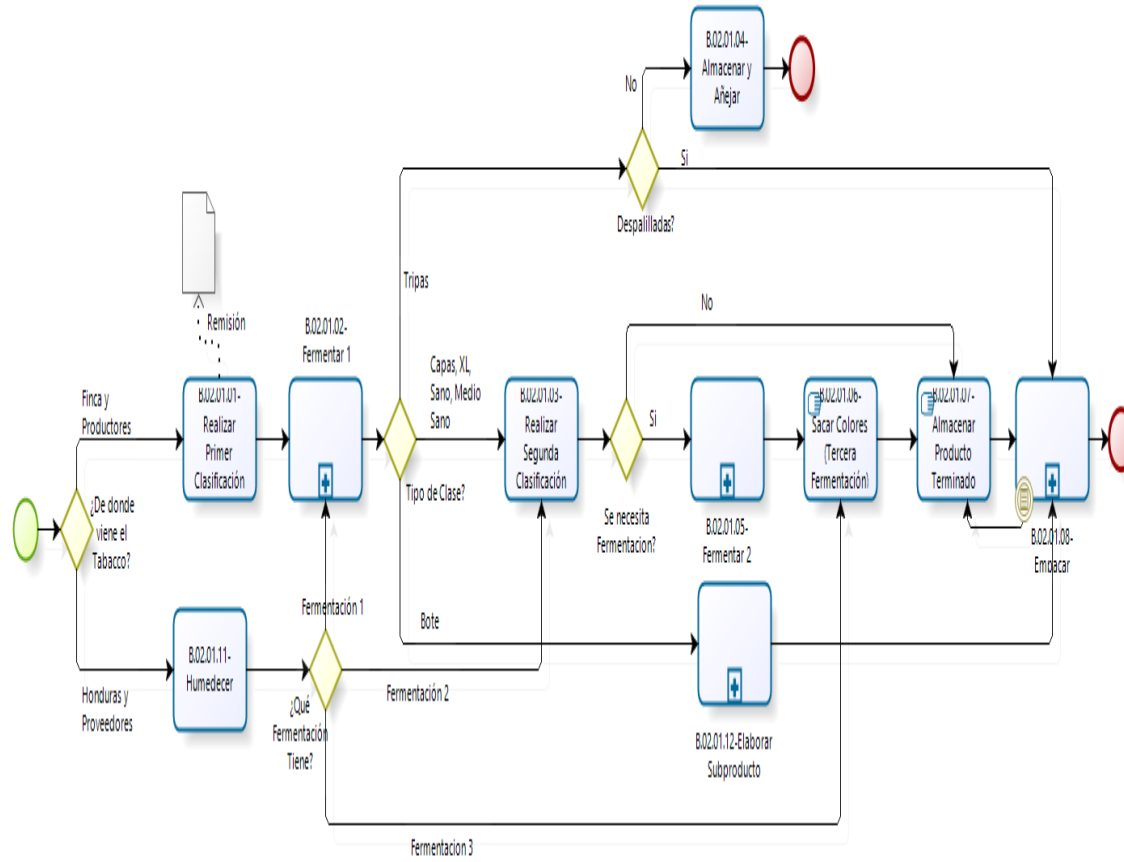 B.02.01.04-
Almacenar y
Añejar
No
Si
Despalilladas?
Tripas
Remisión
No
B.02.01.02-
Fermentar 1
Capas, XL,
Sano, Medio
Sano
Finca y
Productores
B.02.01.01-
Realizar
Primer
Clasificación
B.02.01.03-
Realizar
Segunda
Clasificación
Si
B.02.01.06-
Sacar Colores
(Tercera
Fermentación)
B.02.01.07-
Almacenar
Producto
Terminado
Tipo de Clase?
¿De donde
viene el
Tabacco?
Se necesita
Fermentacion?
B.02.01.05-
Fermentar 2
B.02.01.08-
Empacar
Fermentación 1
Bote
B.02.01.11-
Humedecer
Honduras y
Proveedores
¿Qué
Fermentación
Tiene?
Fermentación 2
B.02.01.12-Elaborar
Subproducto
Fermentacion 3